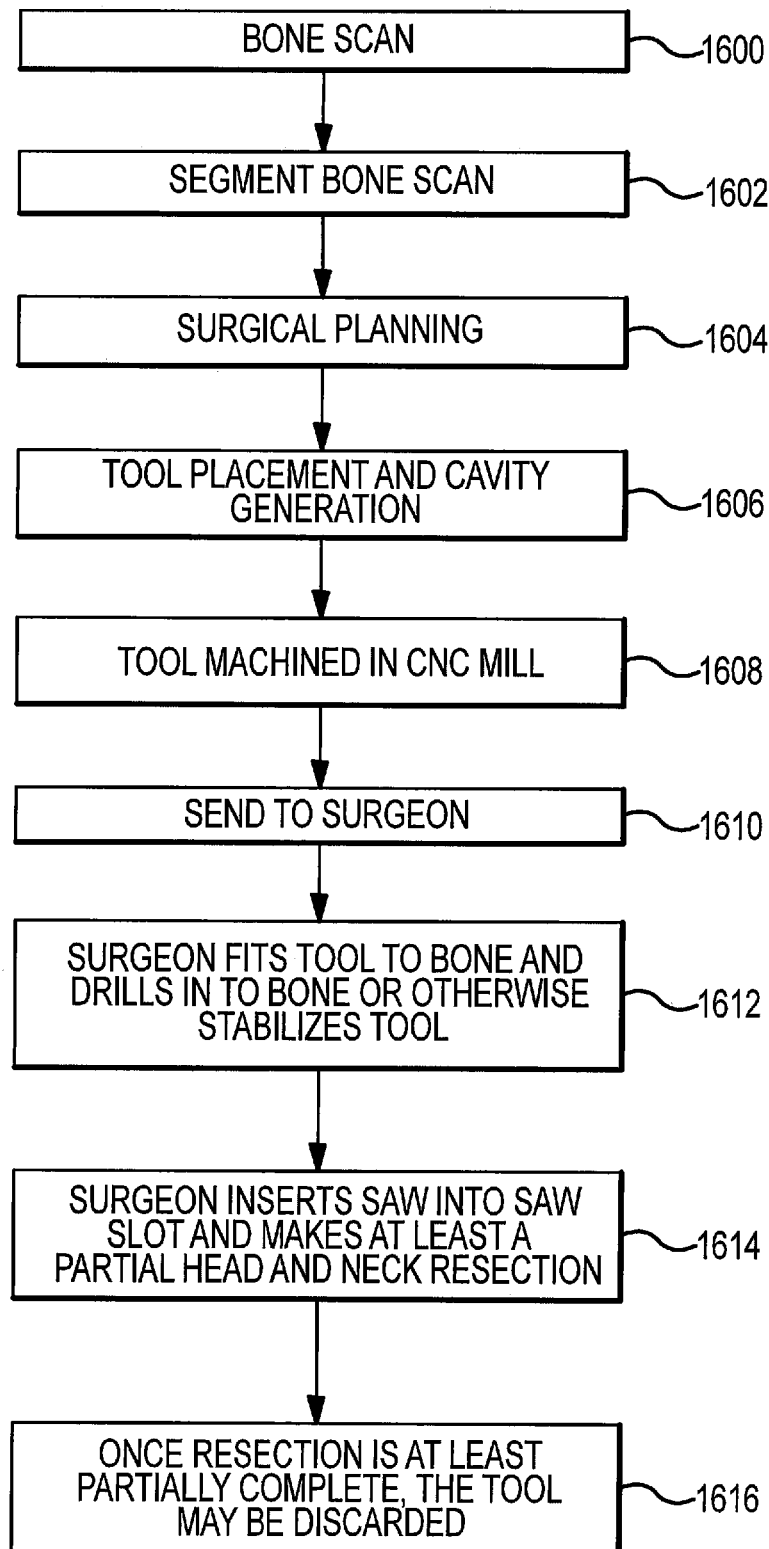 BONE SCAN
1600
SEGMENT BONE SCAN
1602
SURGICAL PLANNING
1604
TOOL PLACEMENT AND CAVITY
GENERATION
1606
TOOL MACHINED IN CNC MILL
1608
SEND TO SURGEON
1610
SURGEON FITS TOOL TO BONE AND
DRILLS IN TO BONE OR OTHERWISE
STABILIZES TOOL
1612
SURGEON INSERTS SAW INTO SAW
SLOT AND MAKES AT LEAST A
PARTIAL HEAD AND NECK RESECTION
1614
ONCE RESECTION IS AT LEAST
PARTIALLY COMPLETE, THE TOOL
MAY BE DISCARDED
1616